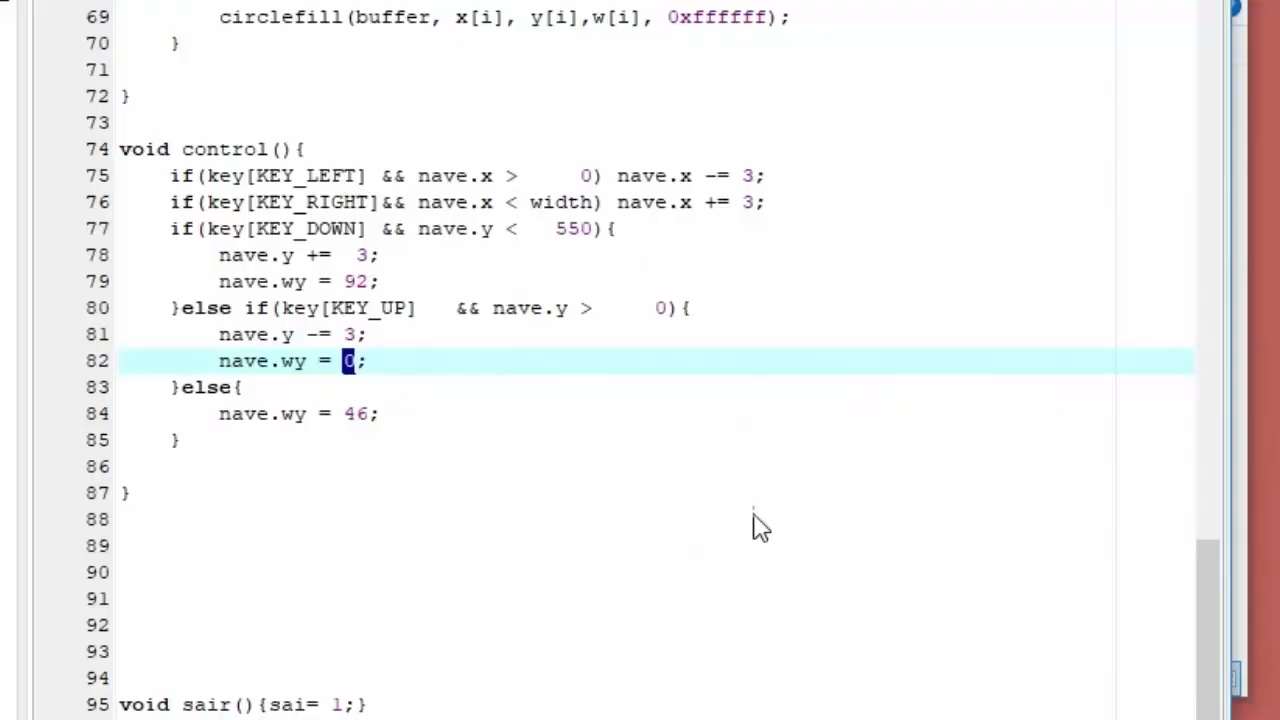 69 circlefill(buffer, x[i], y[i],w[i], 0xffffff);
70 }
71
72 }
73
74 void control(){
75 if(key[KEY_LEFT] && nave.x > 0) nave.x -= 3;
76 if(key[KEY_RIGHT]&& nave.x < width) nave.x += 3;
77 if(key[KEY_DOWN] && nave.y < 550){
78 nave.y += 3;
79 nave.wy = 92;
80 }else if(key[KEY_UP] && nave.y > 0){
81 nave.y -= 3;
82 nave.wy = 0;
83 }else{
84 nave.wy = 46;
85 }
86
87 }
88
89
90
91
92
93
94
95 void sair(){sai= 1;}